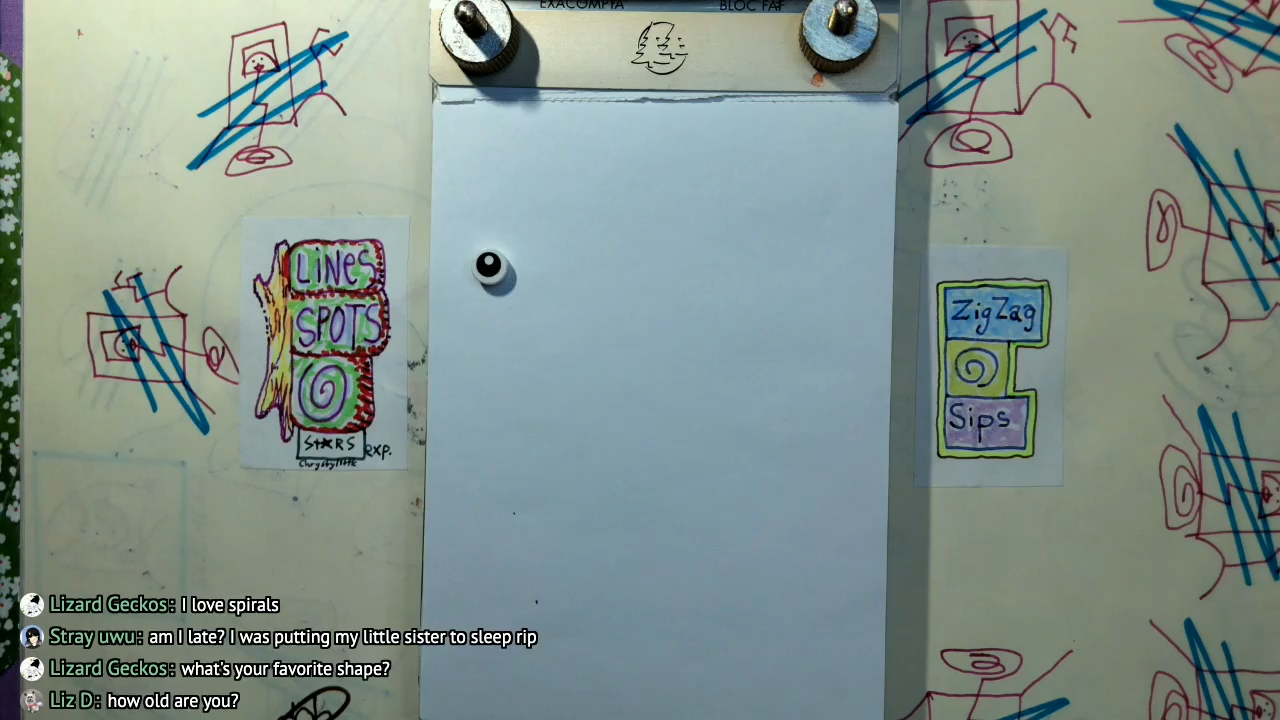 EXACOMPTA BLOC FAF
LiNes
SPOTS
STARS
exp.
ZigZag
Sips
Lizard Geckos: I love spirals
Stray uwu: am I late? I was putting my little sister to sleep rip
Lizard Geckos: what's your favorite shape?
Liz D: how old are you?